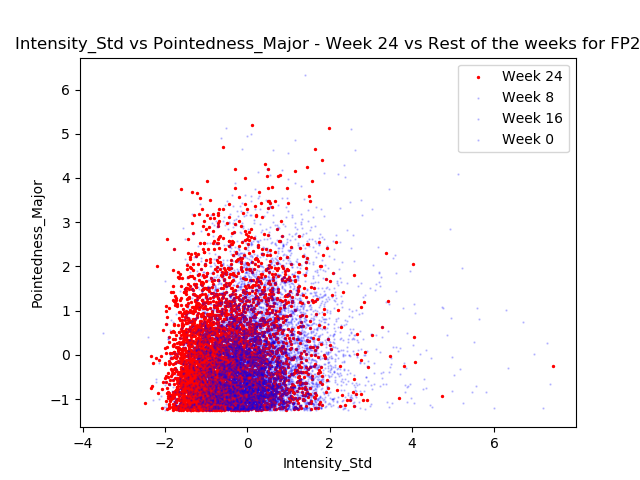 Intensity_Std vs Pointedness_Major - Week 24 vs Rest of the weeks for FP2
Week 24
Week 8
Week 16
Week 0
Pointedness_Major
6
5
4
3
2
1
0
−1
−4
−2
0
2
4
6
Intensity_Std